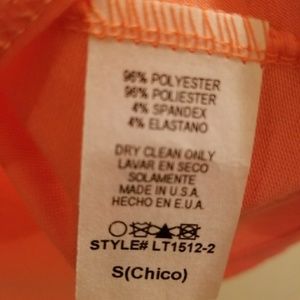 96% POLYESTER
96% POLIESTER
4% SPANDEX
4% ELASTANO
DRY CLEAN ONLY
LAVAR EN SECO
SOLAMENTE
MADE IN U.S.A.
HECHO EN E.U.A.
STYLE# LT1512-2
S(Chico)